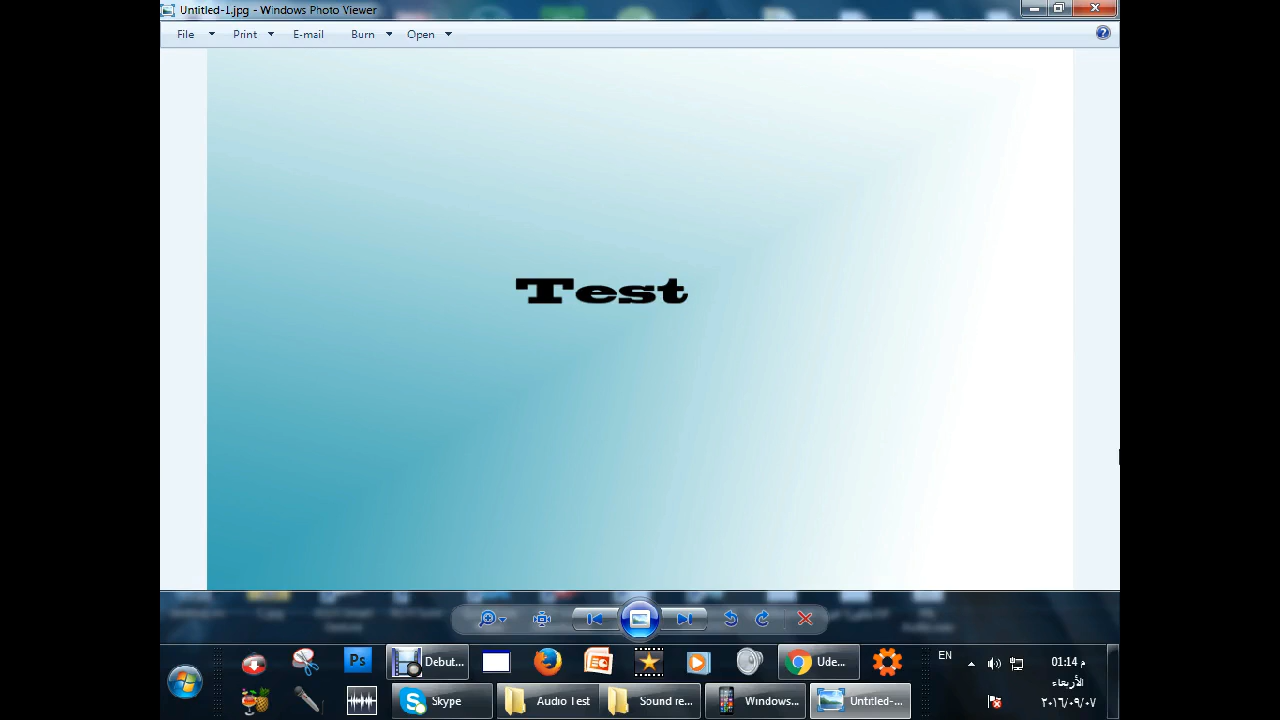 Untitled-1.jpg - Windows Photo Viewer
File Print E-mail Burn Open
Test
Ps Debut... Ude... EN
01:14 م
الأربعاء
٢٠١٦/٠٩/٠٧
Skype Audio Test Sound re... Windows... Untitled-...